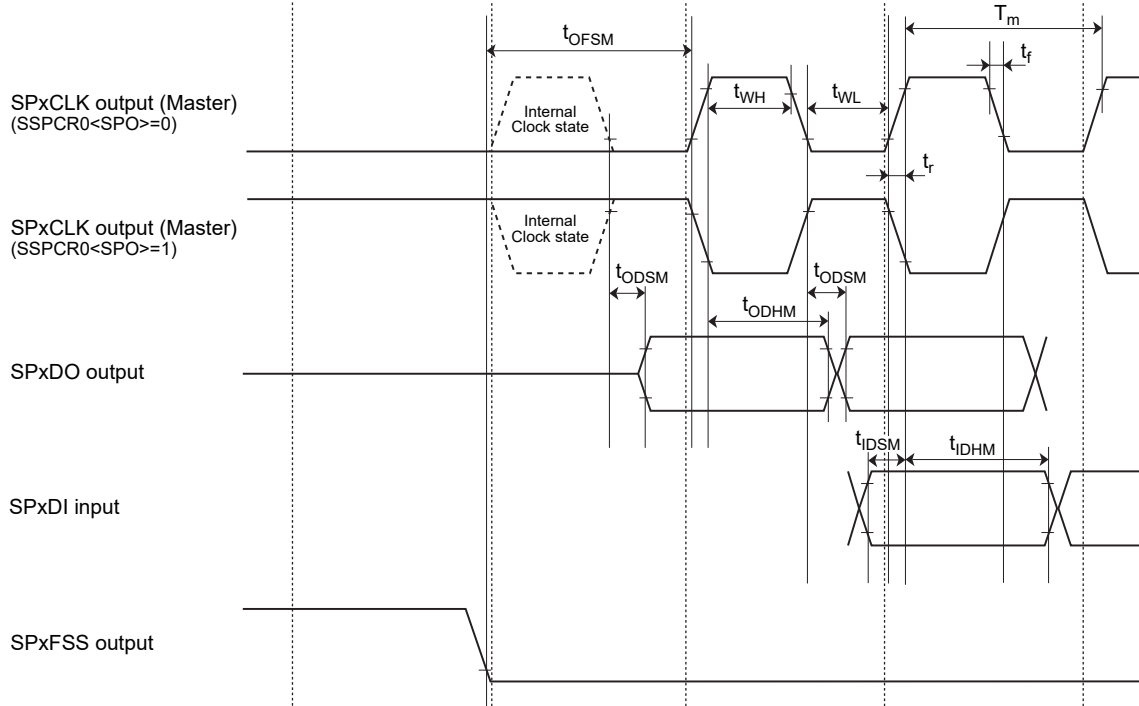 T_m
t_OFSM
t_f
SPxCLK output (Master)
(SSPCR0<SPO>=0)
Internal
Clock state
t_WH
t_WL
t_r
SPxCLK output (Master)
(SSPCR0<SPO>=1)
Internal
Clock state
t_ODSM
t_ODSM
t_ODHM
SPxDO output
t_IDSM
t_IDHM
SPxDI input
SPxFSS output